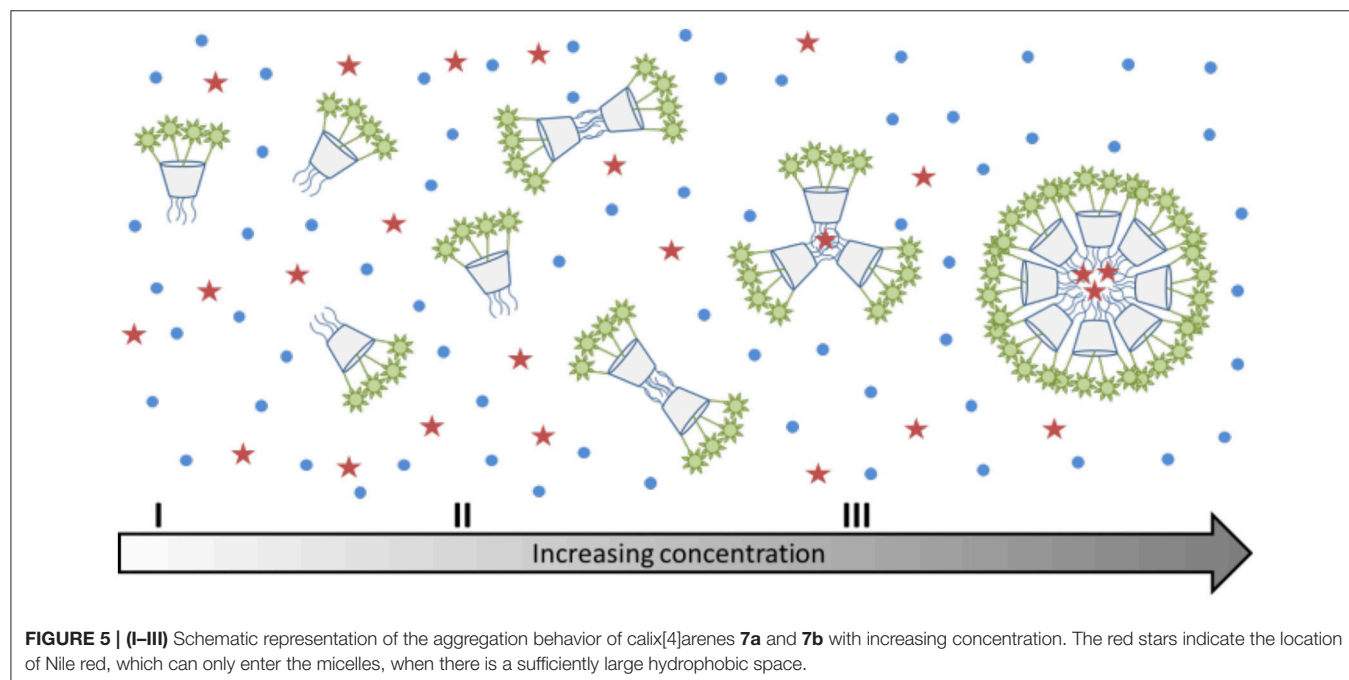 I II III
Increasing concentration
FIGURE 5 | (I–III) Schematic representation of the aggregation behavior of calix[4]arenes 7a and 7b with increasing concentration. The red stars indicate the location
of Nile red, which can only enter the micelles, when there is a sufficiently large hydrophobic space.